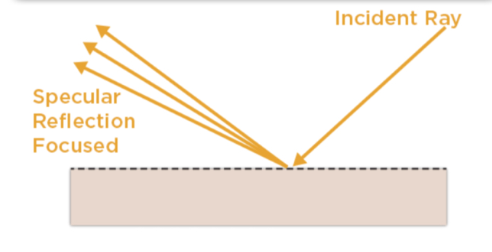 Incident Ray
Specular
Reflection
Focused